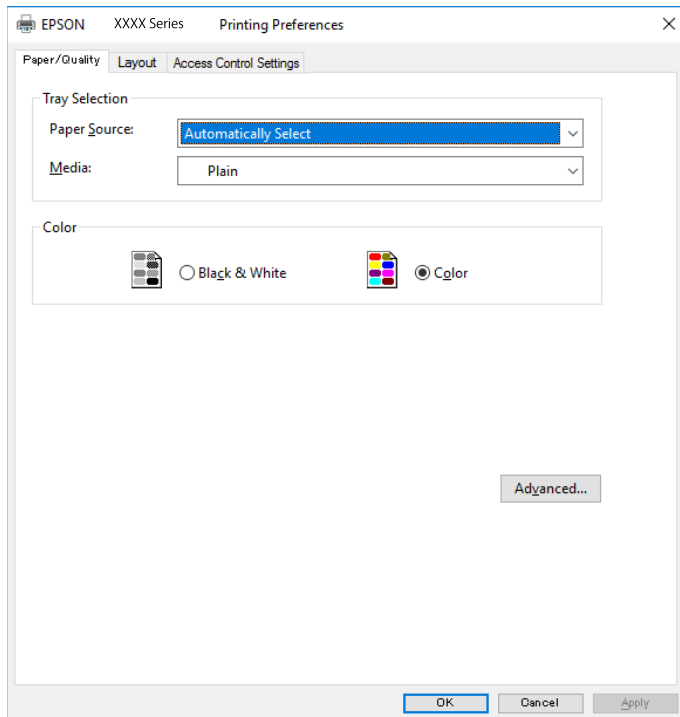 EPSON XXXX Series Printing Preferences
Paper/Quality Layout Access Control Settings
Tray Selection
Paper Source: Automatically Select
Media: Plain
Color
Black & White Color
Advanced...
OK Cancel Apply